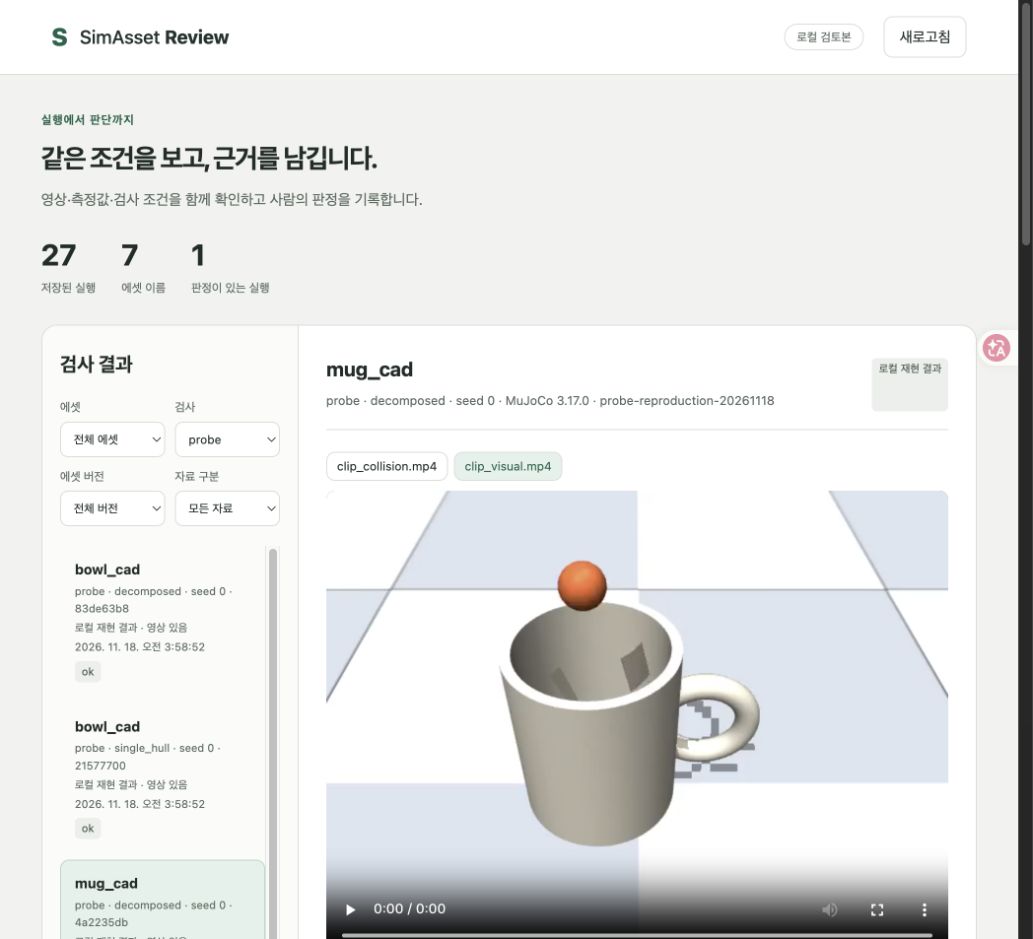 S SimAsset Review
로컬 검토본
새로고침
실행에서 판단까지
같은 조건을 보고, 근거를 남깁니다.
영상·측정값·검사 조건을 함께 확인하고 사람의 판정을 기록합니다.
27 7 1
저장된 실행 에셋 이름 판정이 있는 실행
검사 결과
에셋 검사
전체 에셋 probe
에셋 버전 자료 구분
전체 버전 모든 자료
bowl_cad
probe · decomposed · seed 0 ·
83de63b8
로컬 재현 결과 · 영상 있음
2026. 11. 18. 오전 3:58:52
ok
bowl_cad
probe · single_hull · seed 0 ·
21577700
로컬 재현 결과 · 영상 있음
2026. 11. 18. 오전 3:58:52
ok
mug_cad
probe · decomposed · seed 0 ·
4a2235db
mug_cad
로컬 재현 결과
probe · decomposed · seed 0 · MuJoCo 3.17.0 · probe-reproduction-20261118
clip_collision.mp4 clip_visual.mp4
0:00 / 0:00